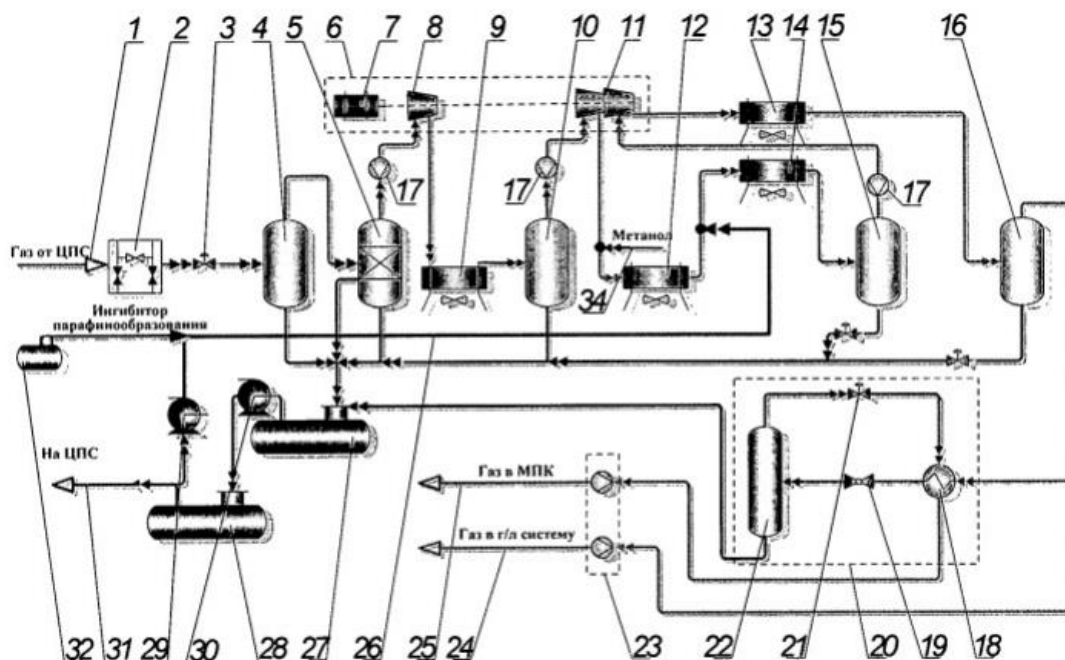 1 2 3 4 5 6 7 8 9 10 11 12 13 14 15 16
17
17
17
Газ от ЦПС
Метанол
34
Ингибитор
парафинообразования
На ЦПС
Газ в МПК
Газ в г/л систему
32 31 29 30 28 27 26 25 24 23 22 21 20 19 18